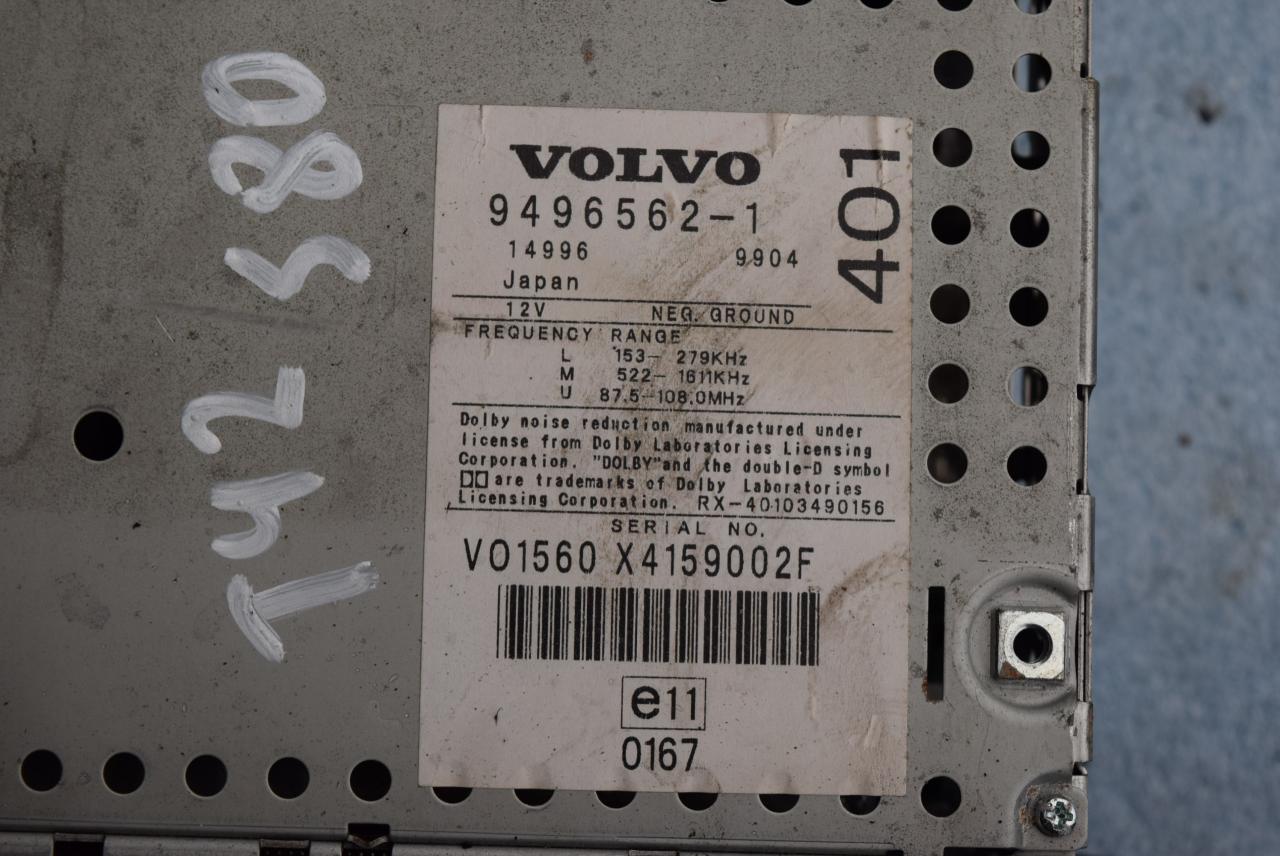 VOLVO
9496562-1
401
14996 9904
Japan
12V NEG. GROUND
FREQUENCY RANGE
L 153- 279KHz
M 522- 1611KHz
U 87.5-108.0MHz
Dolby noise reduction manufactured under
license from Dolby Laboratories Licensing
Corporation. "DOLBY"and the double-D symbol
are trademarks of Dolby Laboratories
Licensing Corporation. RX-40103490156
SERIAL NO.
VO1560 X4159002F
e11
0167
142 S80